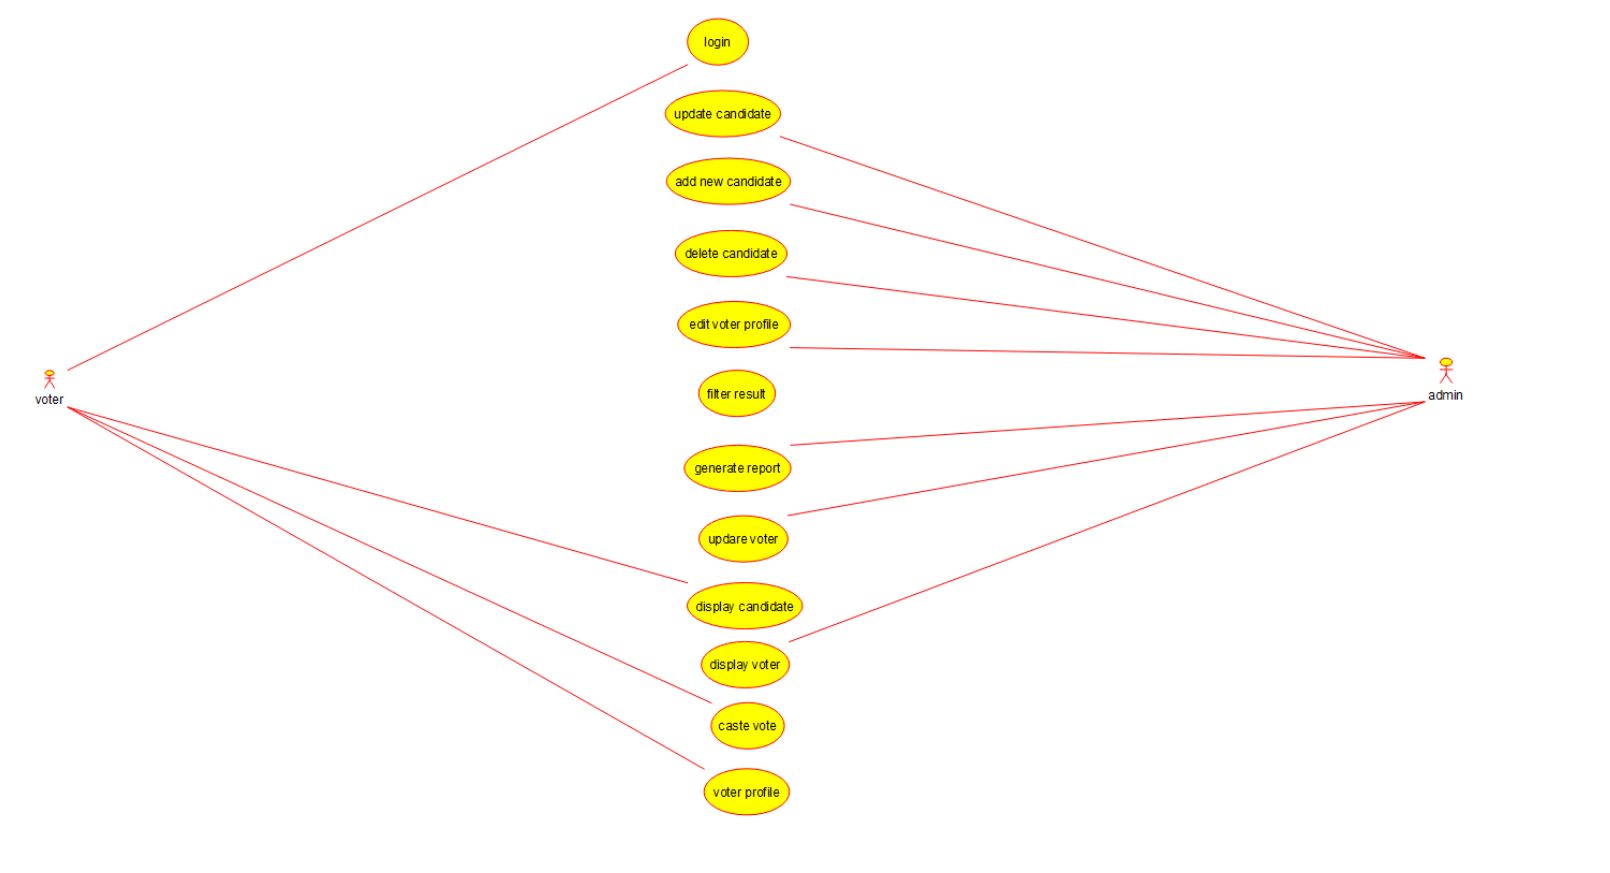 login
update candidate
add new candidate
delete candidate
edit voter profile
filter result
voter
admin
generate report
updare voter
display candidate
display voter
caste vote
voter profile